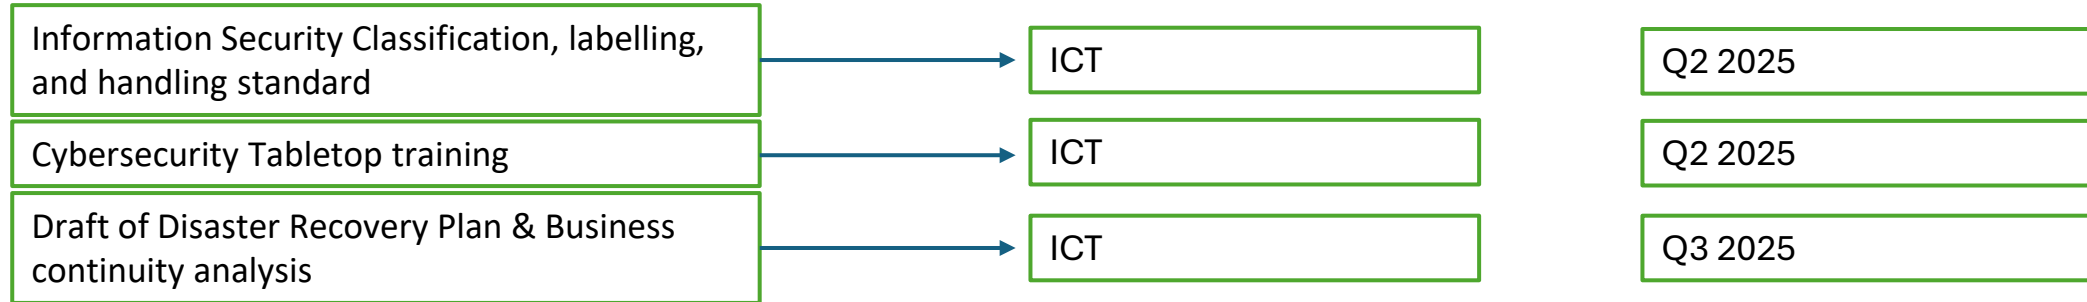 Information Security Classification, labelling,
and handling standard
ICT
Q2 2025
Cybersecurity Tabletop training
ICT
Q2 2025
Draft of Disaster Recovery Plan & Business
continuity analysis
ICT
Q3 2025